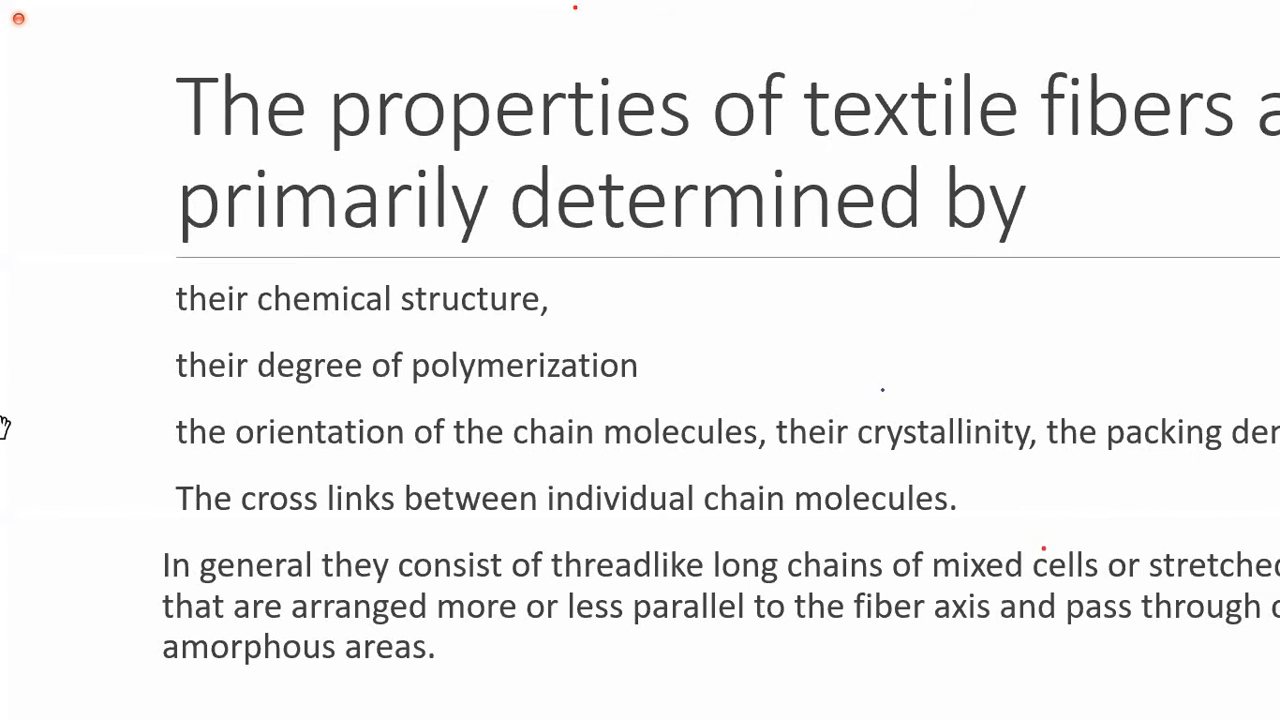 The properties of textile fibers
primarily determined by
their chemical structure,
their degree of polymerization
the orientation of the chain molecules, their crystallinity, the packing
The cross links between individual chain molecules.
In general they consist of threadlike long chains of mixed cells or stretched
that are arranged more or less parallel to the fiber axis and pass through
amorphous areas.